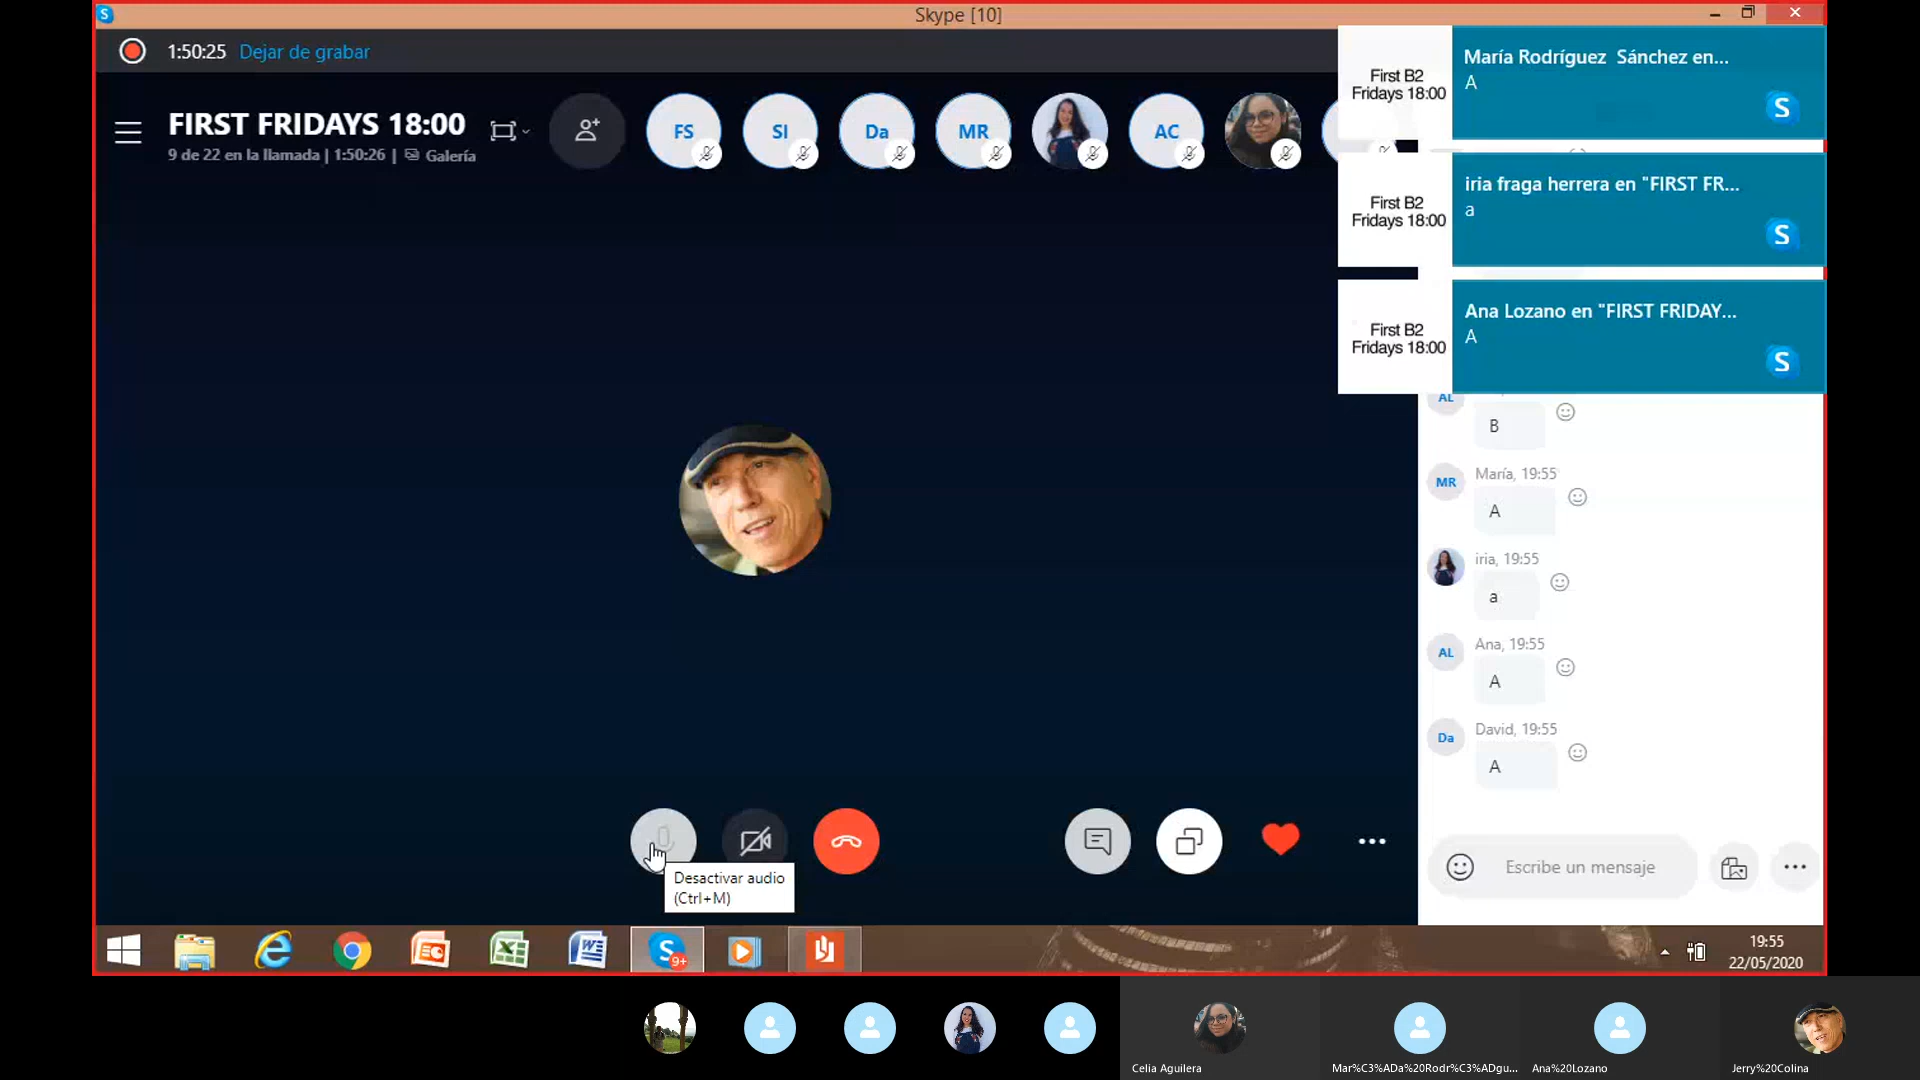 Skype [10]
1:50:25 Dejar de grabar
FIRST FRIDAYS 18:00
9 de 22 en la llamada | 1:50:26 | Galería
FS
SI
Da
MR
AC
First B2
Fridays 18:00
María Rodríguez Sánchez en...
A
First B2
Fridays 18:00
iria fraga herrera en "FIRST FR...
a
First B2
Fridays 18:00
Ana Lozano en "FIRST FRIDAY...
A
AL
B
MR
María, 19:55
A
iria, 19:55
a
AL
Ana, 19:55
A
Da
David, 19:55
A
Desactivar audio
(Ctrl+M)
Escribe un mensaje
9+
19:55
22/05/2020
Celia Aguilera
Mar%C3%ADa%20Rodr%C3%ADgu...
Ana%20Lozano
Jerry%20Colina